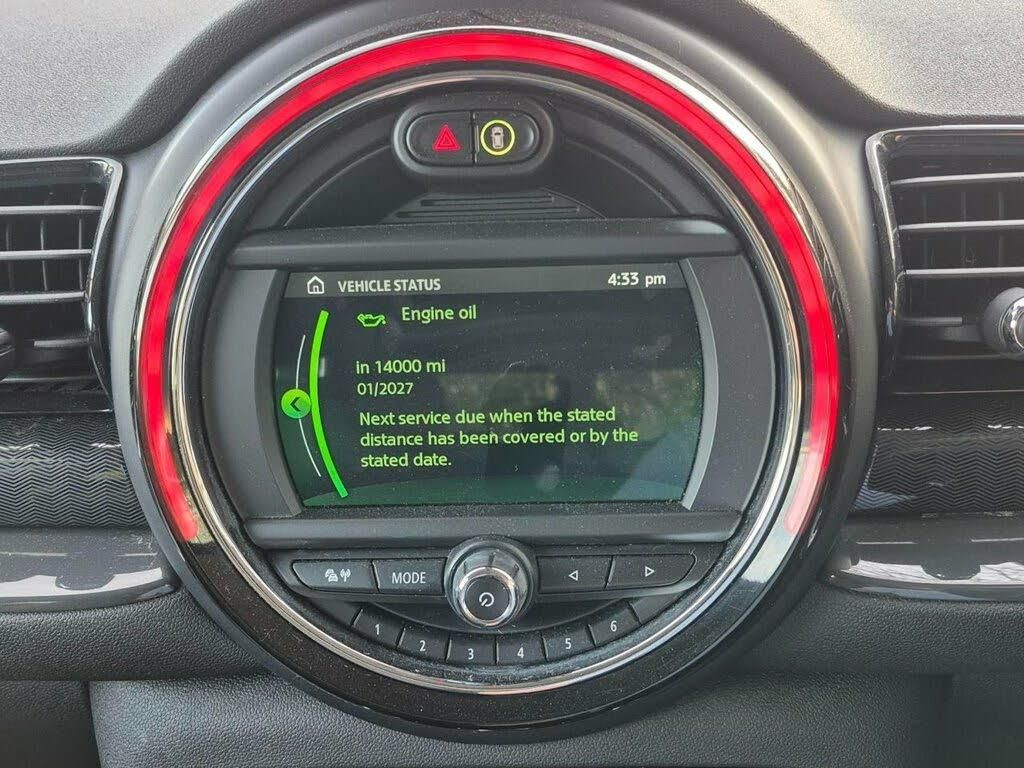 VEHICLE STATUS 4:33 pm
Engine oil
in 14000 mi
01/2027
Next service due when the stated
distance has been covered or by the
stated date.
MODE
1 2 3 4 5 6